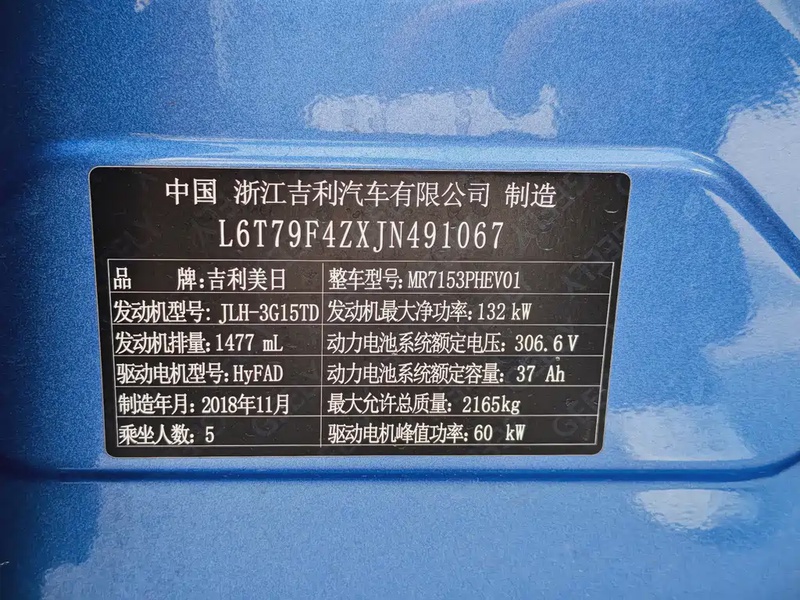 中国 浙江吉利汽车有限公司 制造
L6T79F4ZXJN491067
品 牌:吉利美日 整车型号:MR7153PHEV01
发动机型号: JLH-3G15TD 发动机最大净功率: 132 kW
发动机排量: 1477 mL 动力电池系统额定电压: 306.6 V
驱动电机型号: HyFAD 动力电池系统额定容量: 37 Ah
制造年月: 2018年11月 最大允许总质量: 2165kg
乘坐人数: 5 驱动电机峰值功率: 60 kW